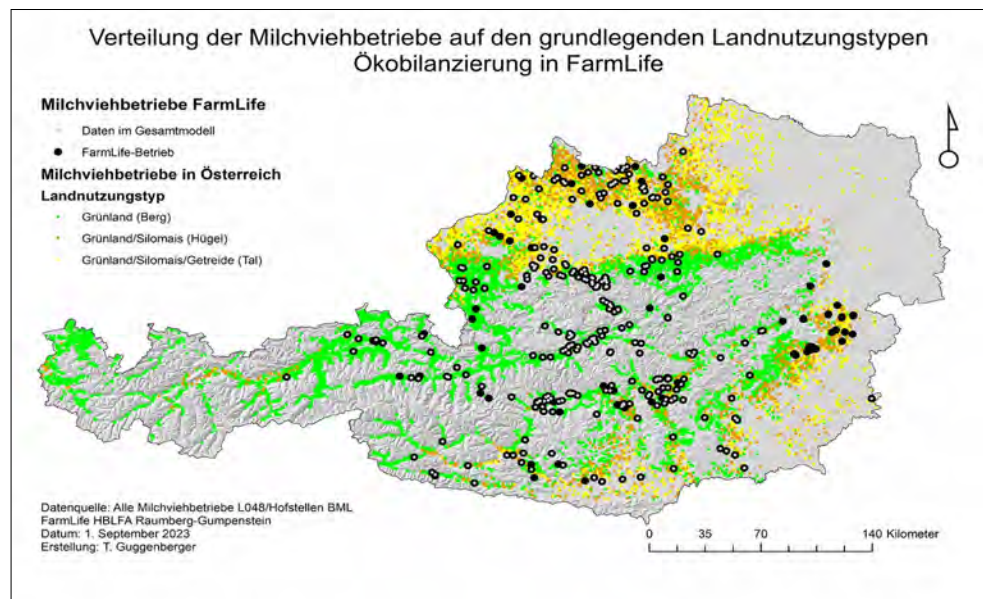 Verteilung der Milchviehbetriebe auf den grundlegenden Landnutzungstypen
Ökobilanzierung in FarmLife
Milchviehbetriebe FarmLife
Daten im Gesamtmodell
FarmLife-Betrieb
Milchviehbetriebe in Österreich
Landnutzungstyp
Grünland (Berg)
Grünland/Silomais (Hügel)
Grünland/Silomais/Getreide (Tal)
Datenquelle: Alle Milchviehbetriebe L048/Hofstellen BML
FarmLife HBLFA Raumberg-Gumpenstein
Datum: 1. September 2023
Erstellung: T. Guggenberger
0 35 70 140 Kilometer